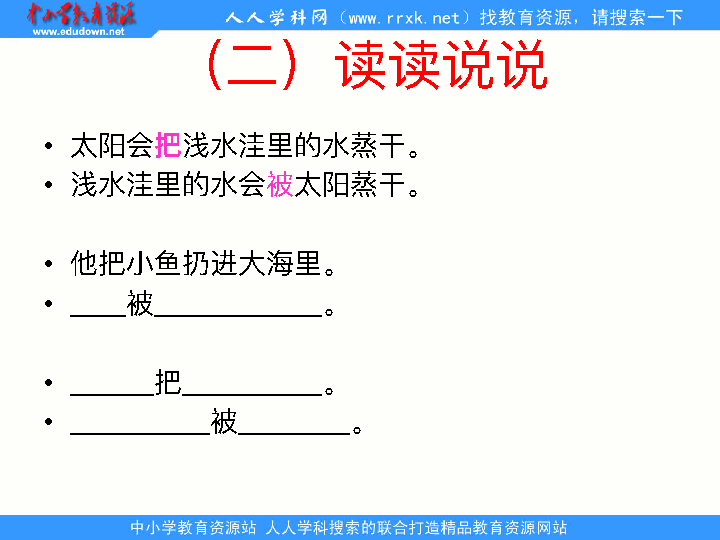 中小学教育资源
www.edudown.net
人人学科网（www.rrxk.net）找教育资源，请搜索一下
（二）读读说说
• 太阳会把浅水洼里的水蒸干。
• 浅水洼里的水会被太阳蒸干。
• 他把小鱼扔进大海里。
• ____被____________。
• ______把__________。
• __________被________。
中小学教育资源站 人人学科搜索的联合打造精品教育资源网站